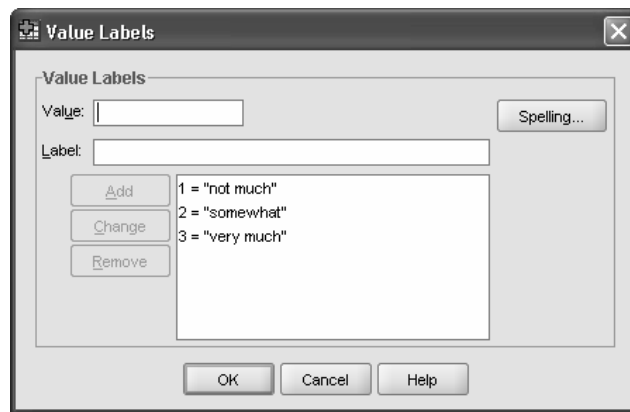 Value Labels
Value Labels
Value:
Spelling...
Label:
Add
1 = "not much"
Change
2 = "somewhat"
3 = "very much"
Remove
OK
Cancel
Help